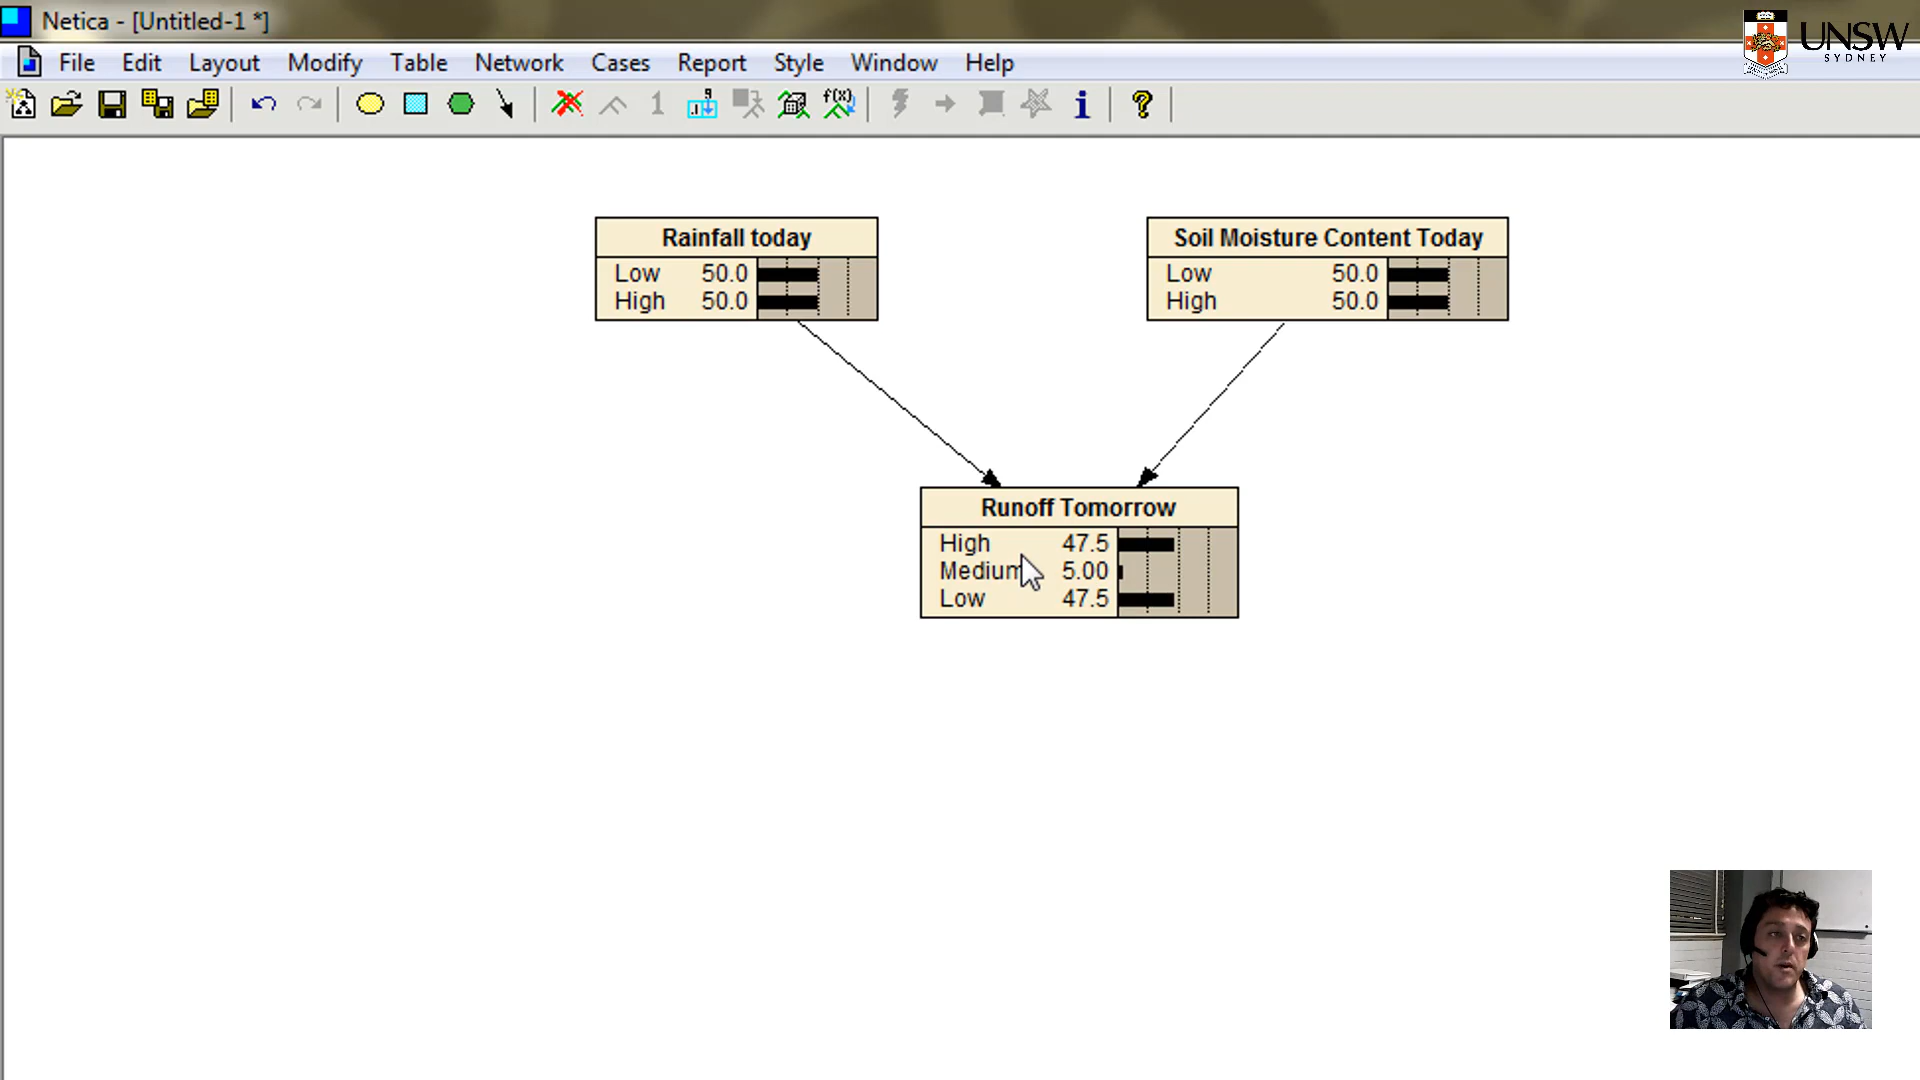 Netica - [Untitled-1 *]
UNSW
SYDNEY
File Edit Layout Modify Table Network Cases Report Style Window Help
1 f(x) i ?
Rainfall today
Low 50.0
High 50.0
Soil Moisture Content Today
Low 50.0
High 50.0
Runoff Tomorrow
High 47.5
Medium 5.00
Low 47.5